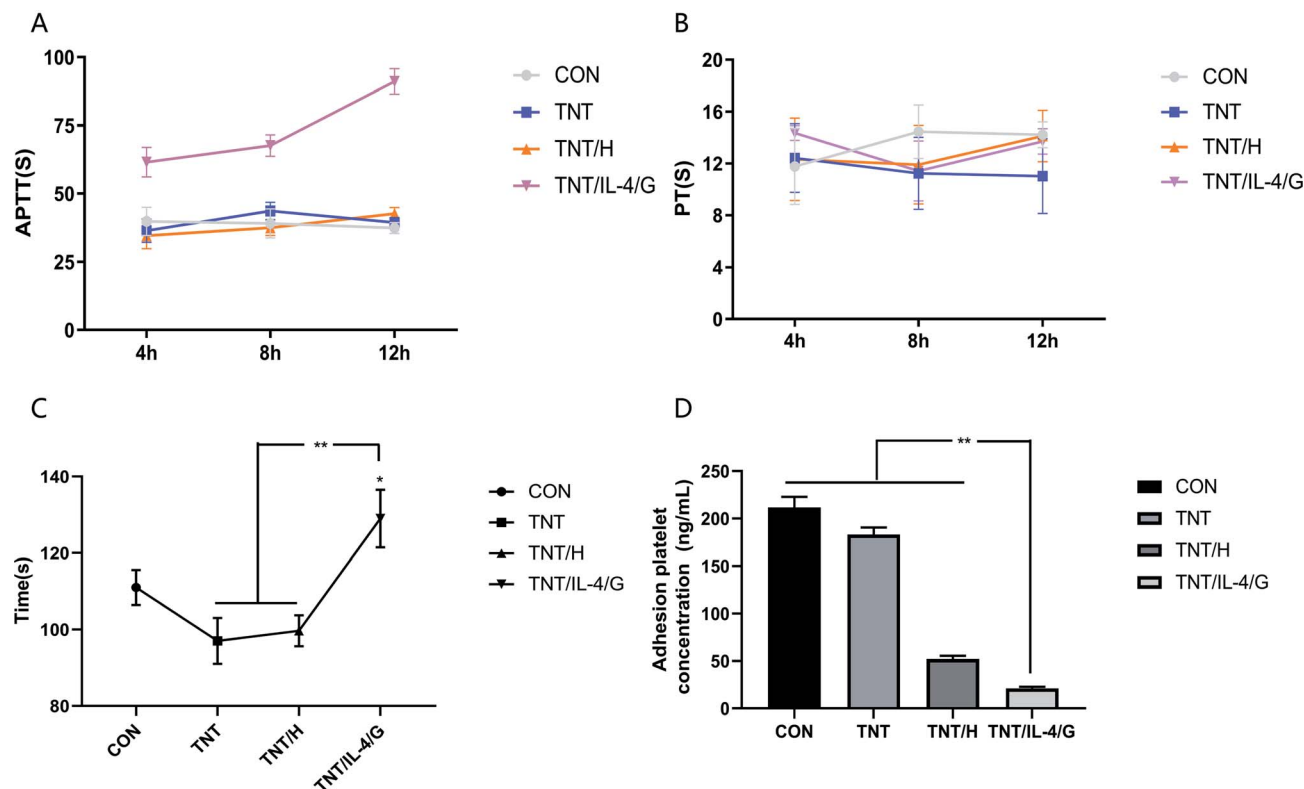 A
APTT(S)
100
75
50
25
0
4h
8h
12h
CON
TNT
TNT/H
TNT/IL-4/G
B
PT(S)
20
16
12
8
4
0
4h
8h
12h
CON
TNT
TNT/H
TNT/IL-4/G
C
Time(s)
140
120
100
80
**
*
CON
TNT
TNT/H
TNT/IL-4/G
CON
TNT
TNT/H
TNT/IL-4/G
D
Adhesion platelet
concentration (ng/mL)
250
200
150
100
50
0
**
CON
TNT
TNT/H
TNT/IL-4/G
CON
TNT
TNT/H
TNT/IL-4/G